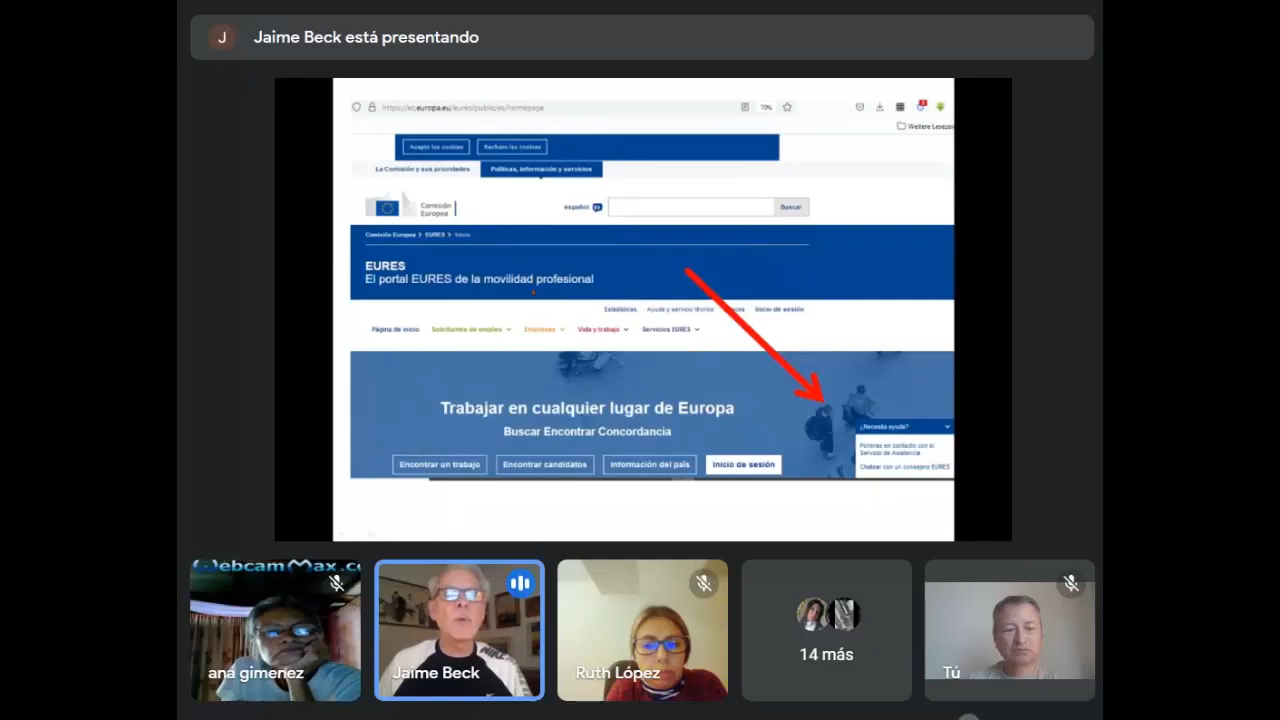 J Jaime Beck está presentando
https://ec.europa.eu/eures/public/es/homepage
70%
2
Weitere Lesezei
Acepto las cookies Rechazo las cookies
La Comisión y sus prioridades Políticas, información y servicios
Comisión
Europea
español ES Buscar
Comisión Europea > EURES > Inicio
EURES
El portal EURES de la movilidad profesional
Estadísticas Ayuda y servicio técnico Inicio de sesión
Página de inicio Solicitantes de empleo Empresas Vida y trabajo Servicios EURES
Trabajar en cualquier lugar de Europa
Buscar Encontrar Concordancia
¿Necesita ayuda?
Ponerse en contacto con el
Servicio de Asistencia
Chatear con un consejero EURES
Encontrar un trabajo Encontrar candidatos Información del país Inicio de sesión
WebcamMax.c
NIKE
ana gimenez Jaime Beck Ruth López 14 más Tú